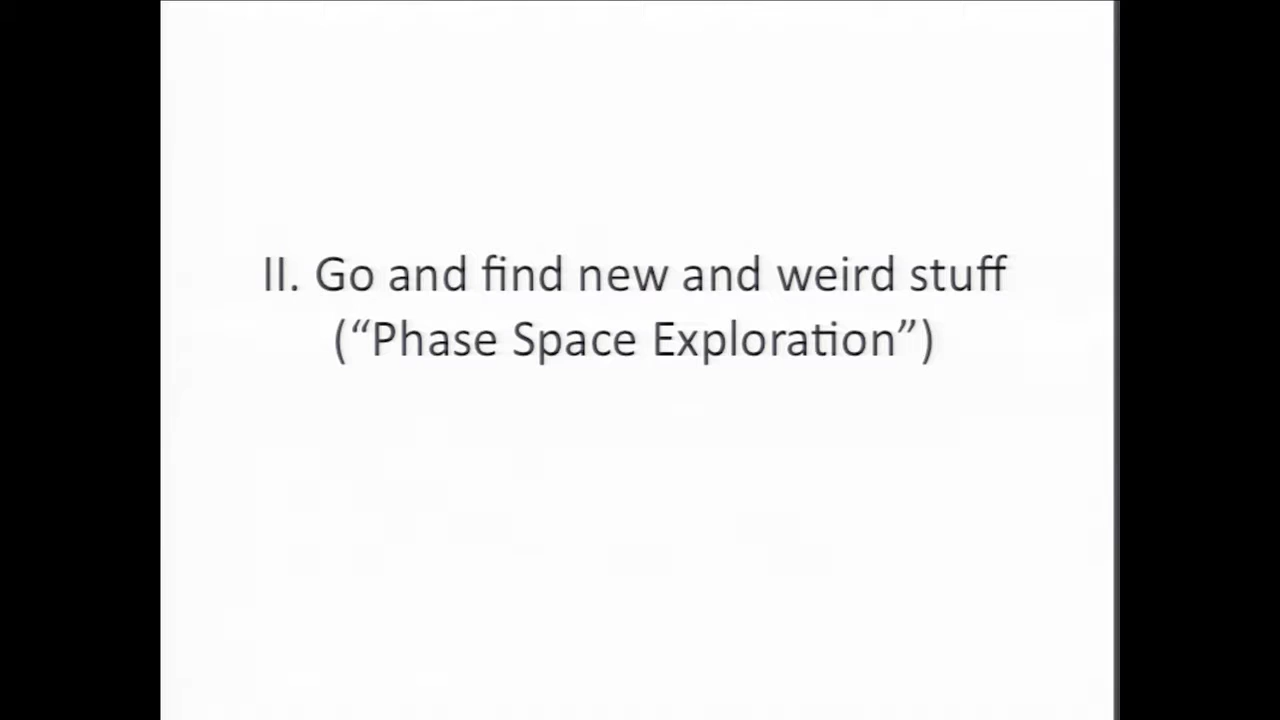 II. Go and find new and weird stuff
(“Phase Space Exploration”)